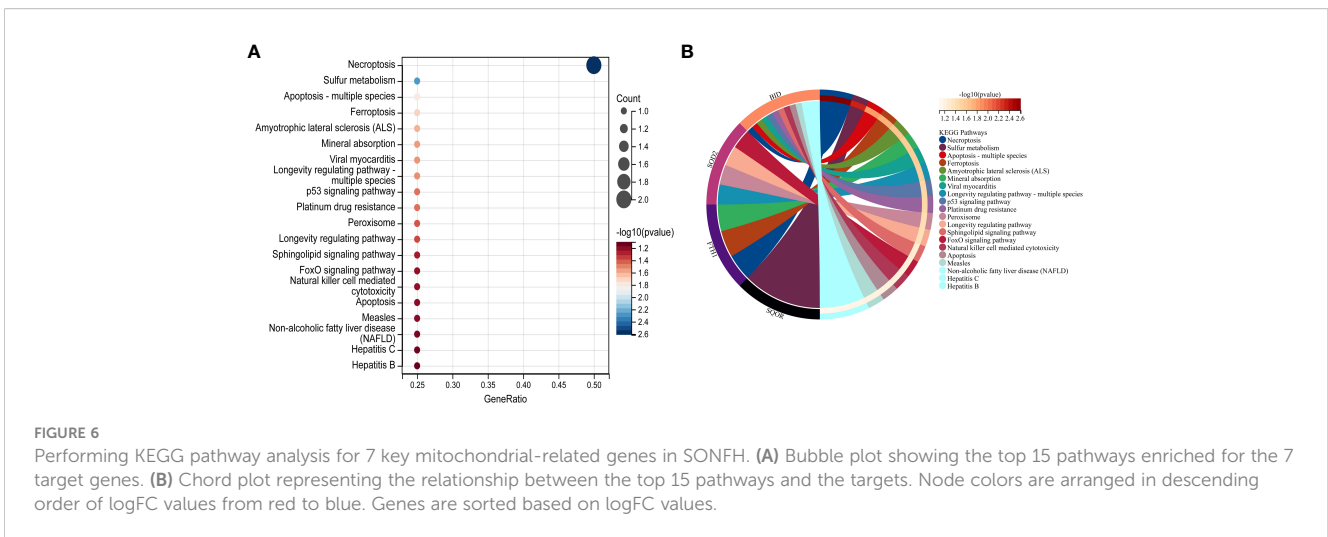 A
Necroptosis
Sulfur metabolism
Apoptosis - multiple species
Ferroptosis
Amyotrophic lateral sclerosis (ALS)
Mineral absorption
Viral myocarditis
Longevity regulating pathway -
multiple species
p53 signaling pathway
Platinum drug resistance
Peroxisome
Longevity regulating pathway
Sphingolipid signaling pathway
FoxO signaling pathway
Natural killer cell mediated
cytotoxicity
Apoptosis
Measles
Non-alcoholic fatty liver disease
(NAFLD)
Hepatitis C
Hepatitis B
0.25 0.30 0.35 0.40 0.45 0.50
GeneRatio
Count
1.0
1.2
1.4
1.6
1.8
2.0
-log10(pvalue)
1.2
1.4
1.6
1.8
2.0
2.2
2.4
2.6
B
BID
SOD2
FTH1
SQOR
-log10(pvalue)
1.2 1.4 1.6 1.8 2.0 2.2 2.4 2.6
KEGG Pathways
Necroptosis
Sulfur metabolism
Apoptosis - multiple species
Ferroptosis
Amyotrophic lateral sclerosis (ALS)
Mineral absorption
Viral myocarditis
Longevity regulating pathway - multiple species
p53 signaling pathway
Platinum drug resistance
Peroxisome
Longevity regulating pathway
Sphingolipid signaling pathway
FoxO signaling pathway
Natural killer cell mediated cytotoxicity
Apoptosis
Measles
Non-alcoholic fatty liver disease (NAFLD)
Hepatitis C
Hepatitis B
FIGURE 6
Performing KEGG pathway analysis for 7 key mitochondrial-related genes in SONFH. (A) Bubble plot showing the top 15 pathways enriched for the 7
target genes. (B) Chord plot representing the relationship between the top 15 pathways and the targets. Node colors are arranged in descending
order of logFC values from red to blue. Genes are sorted based on logFC values.